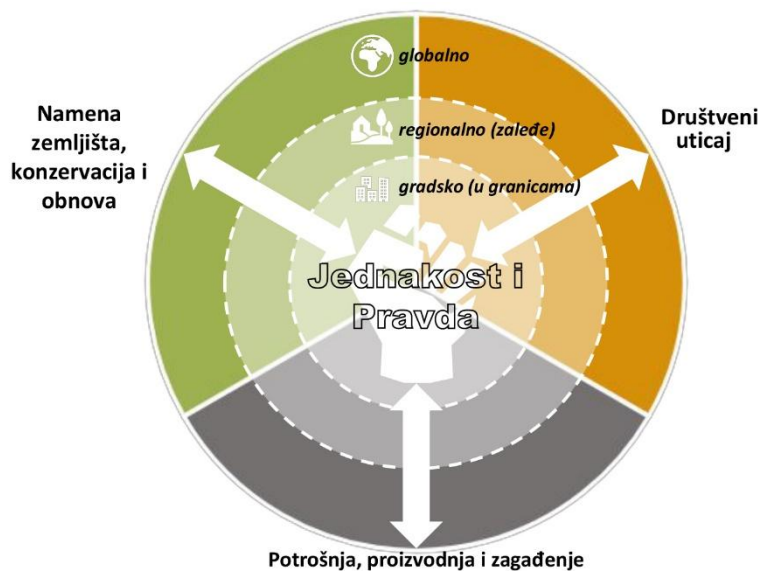 globalno
Namena
zemljišta,
konzervacija i
obnova
regionalno (zaleđe)
Društveni
uticaj
gradsko (u granicama)
Jednakost i
Pravda
Potrošnja, proizvodnja i zagađenje